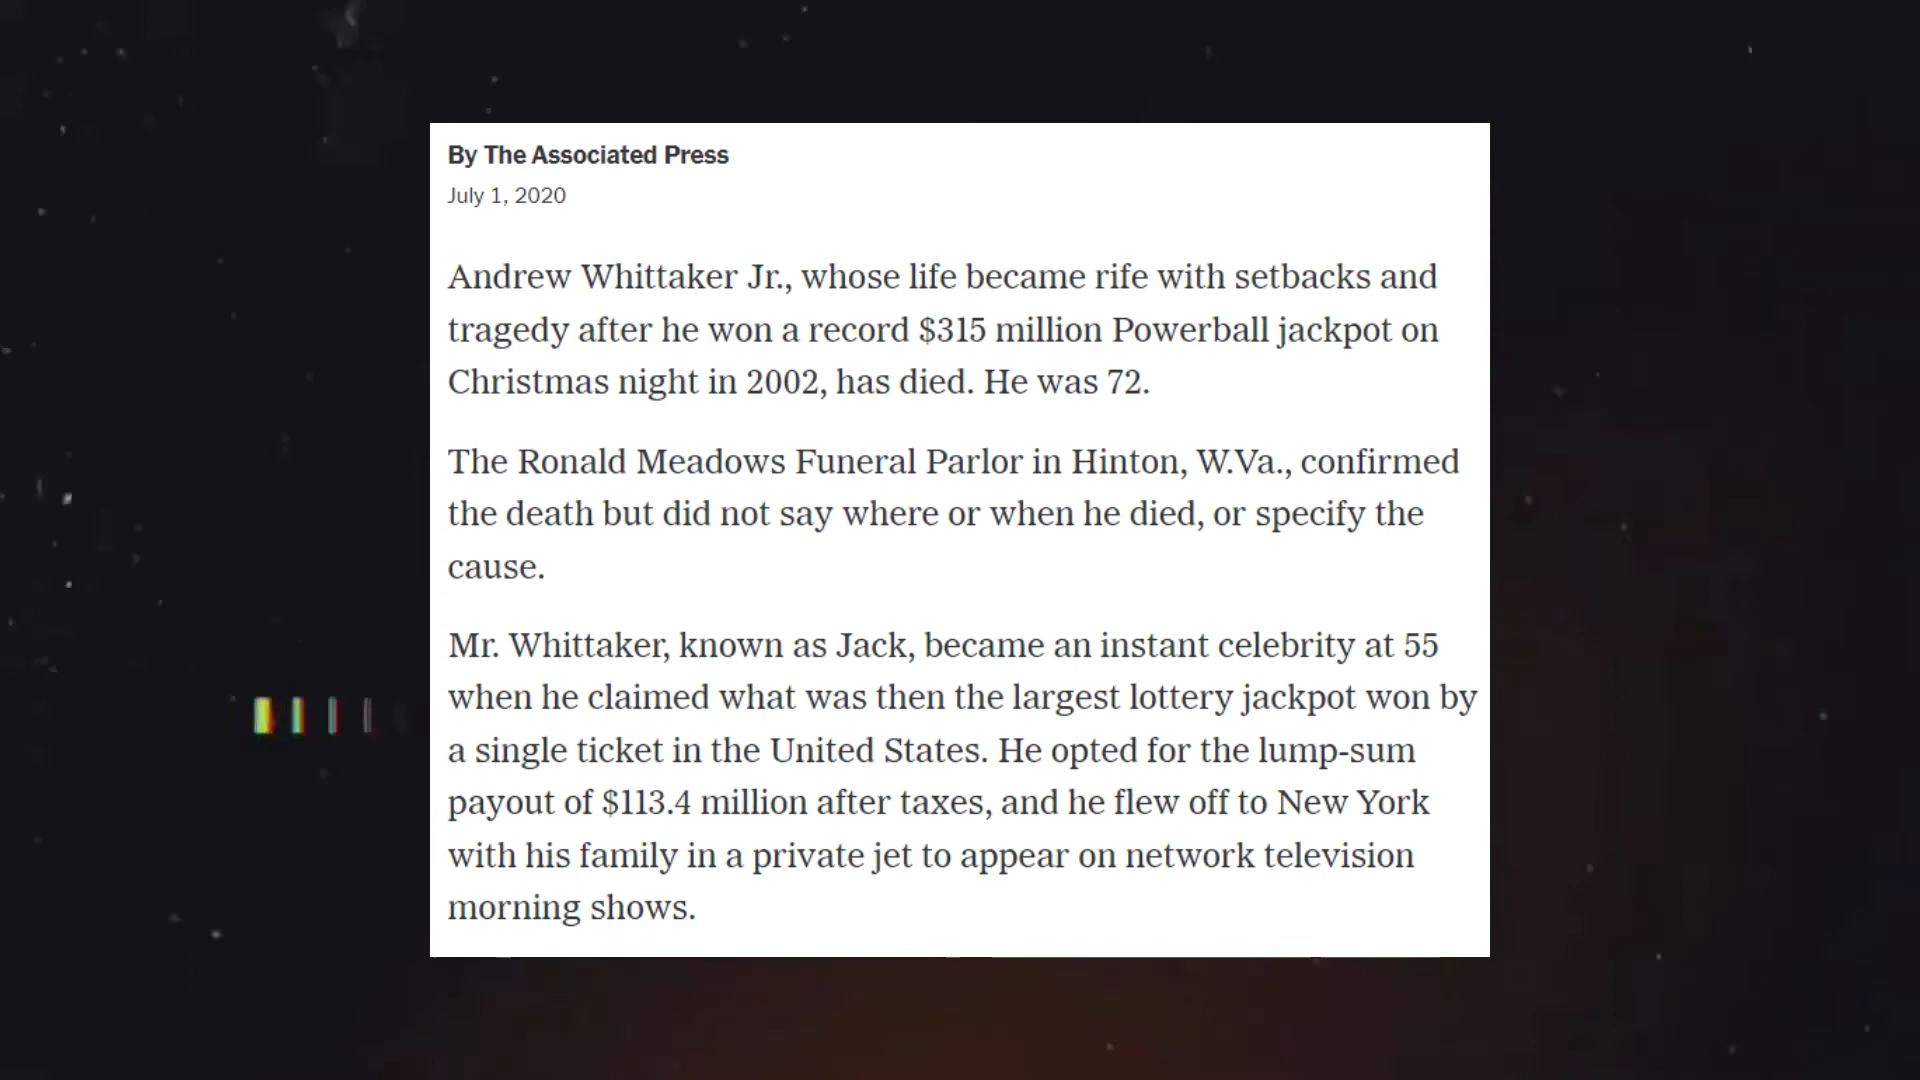 By The Associated Press
July 1, 2020
Andrew Whittaker Jr., whose life became rife with setbacks and
tragedy after he won a record $315 million Powerball jackpot on
Christmas night in 2002, has died. He was 72.
The Ronald Meadows Funeral Parlor in Hinton, W.Va., confirmed
the death but did not say where or when he died, or specify the
cause.
Mr. Whittaker, known as Jack, became an instant celebrity at 55
when he claimed what was then the largest lottery jackpot won by
a single ticket in the United States. He opted for the lump-sum
payout of $113.4 million after taxes, and he flew off to New York
with his family in a private jet to appear on network television
morning shows.